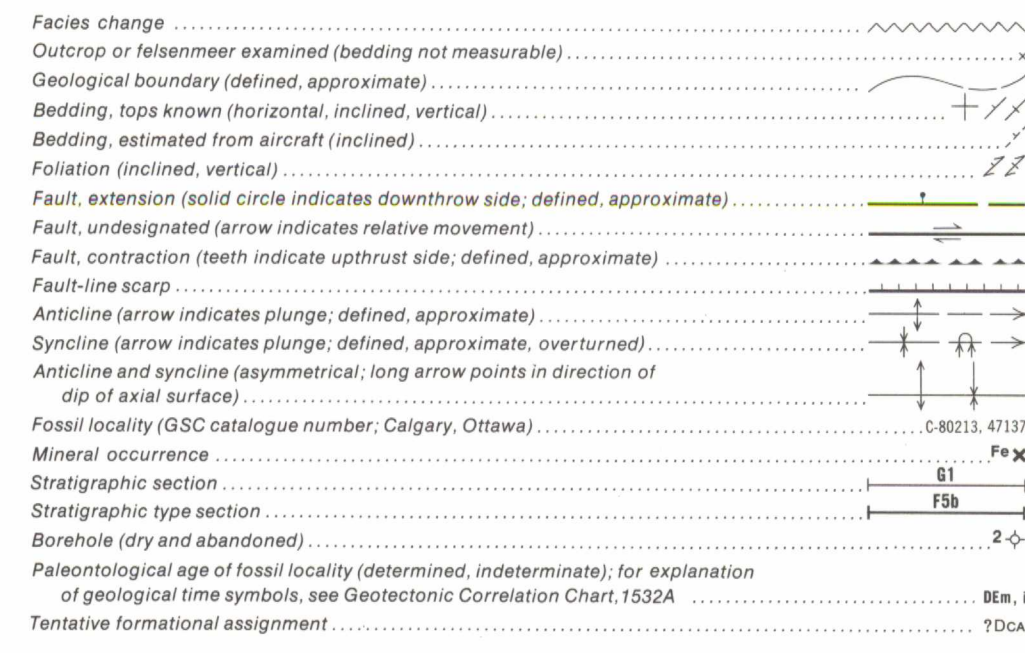 Facies change
Outcrop or felsenmeer examined (bedding not measurable)
Geological boundary (defined, approximate)
Bedding, tops known (horizontal, inclined, vertical)
Bedding, estimated from aircraft (inclined)
Foliation (inclined, vertical)
Fault, extension (solid circle indicates downthrow side; defined, approximate)
Fault, undesignated (arrow indicates relative movement)
Fault, contraction (teeth indicate upthrust side; defined, approximate)
Fault-line scarp
Anticline (arrow indicates plunge; defined, approximate)
Syncline (arrow indicates plunge; defined, approximate, overturned)
Anticline and syncline (asymmetrical; long arrow points in direction of
dip of axial surface)
Fossil locality (GSC catalogue number; Calgary, Ottawa) C-80213, 47137
Mineral occurrence Fe
Stratigraphic section G1
Stratigraphic type section F5b
Borehole (dry and abandoned) 2
Paleontological age of fossil locality (determined, indeterminate); for explanation
of geological time symbols, see Geotectonic Correlation Chart, 1532A DEm, i
Tentative formational assignment ?DCA